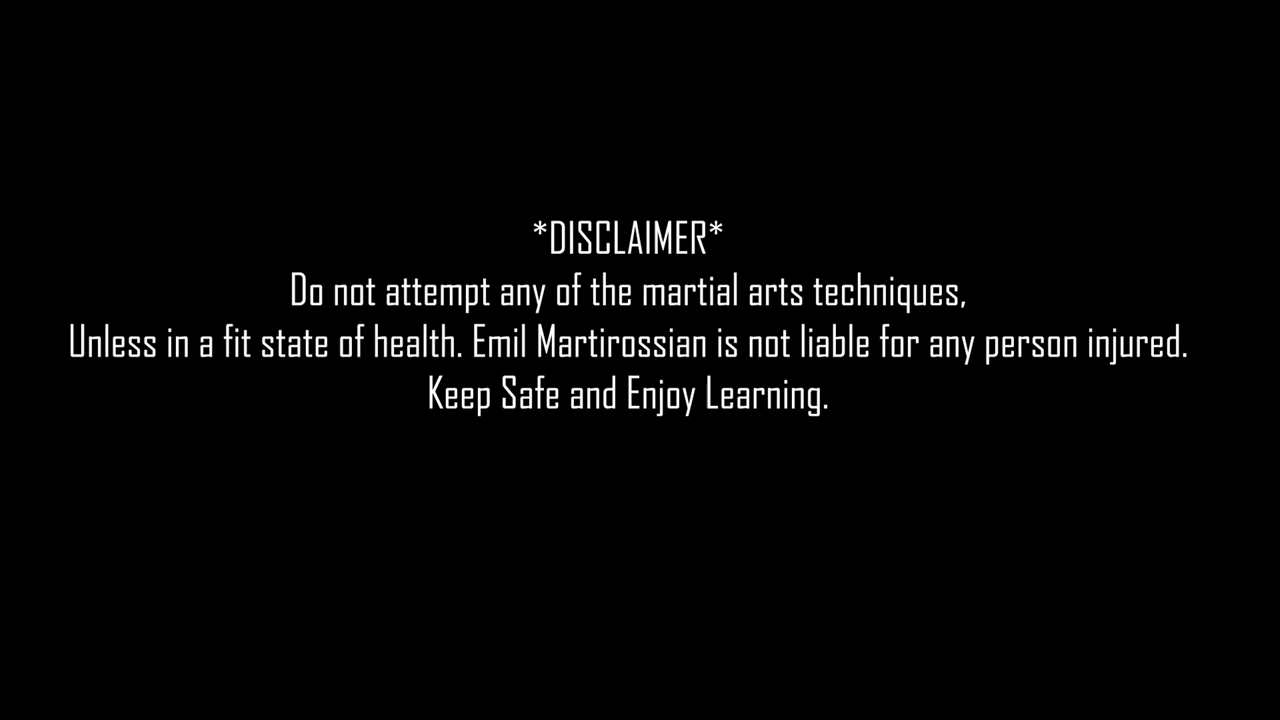 *DISCLAIMER*
Do not attempt any of the martial arts techniques,
Unless in a fit state of health. Emil Martirossian is not liable for any person injured.
Keep Safe and Enjoy Learning.